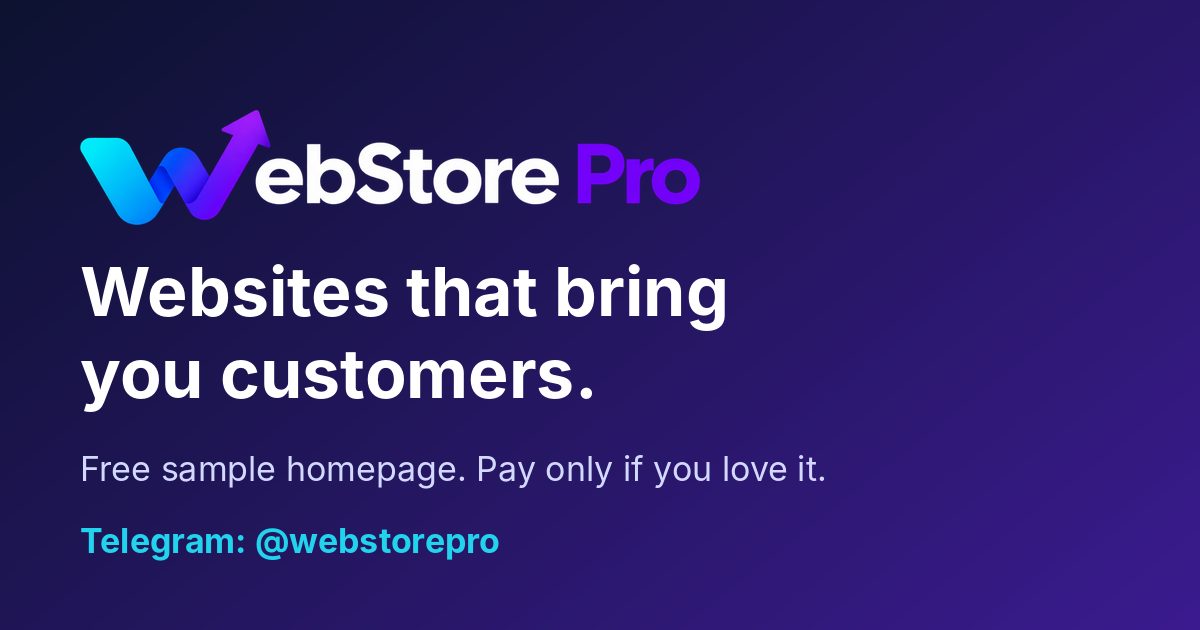 WebStore Pro
Websites that bring
you customers.
Free sample homepage. Pay only if you love it.
Telegram: @webstorepro